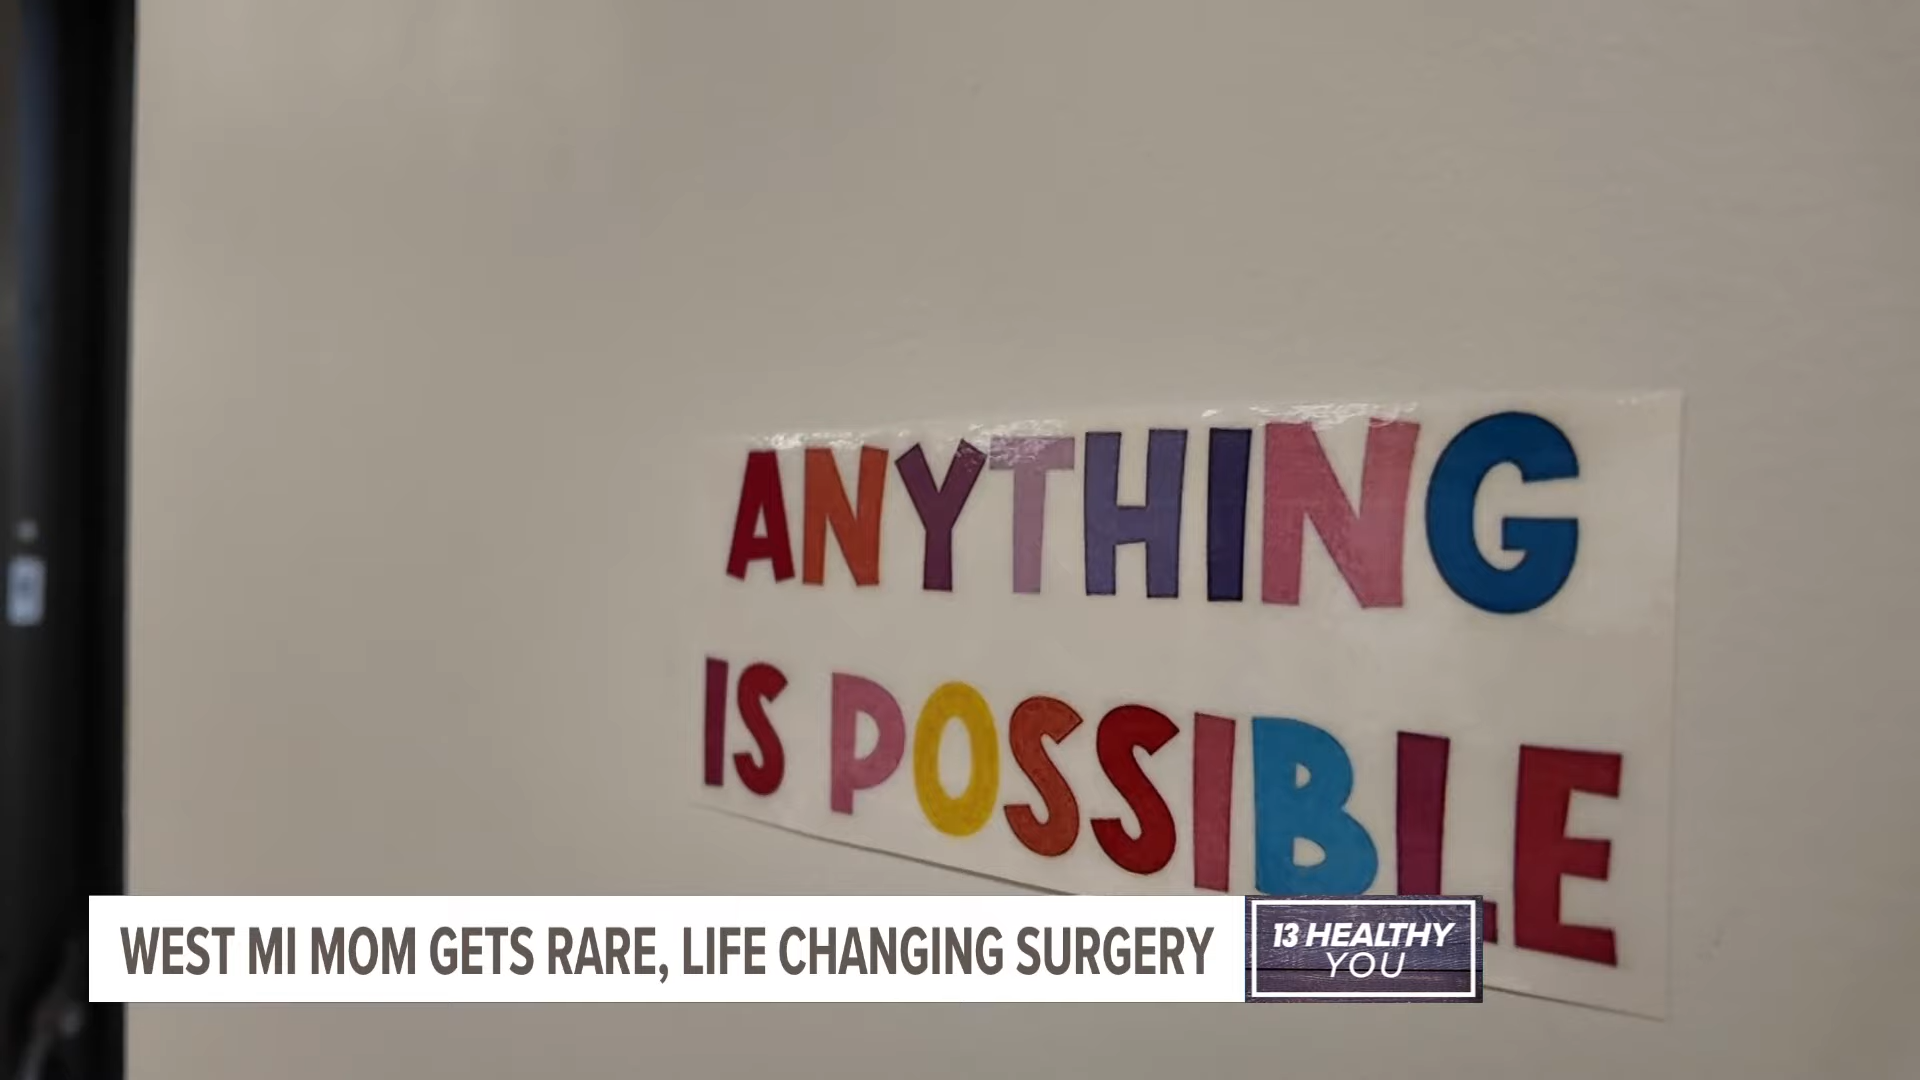 ANYTHING
IS POSSIBLE
WEST MI MOM GETS RARE, LIFE CHANGING SURGERY
13 HEALTHY
YOU